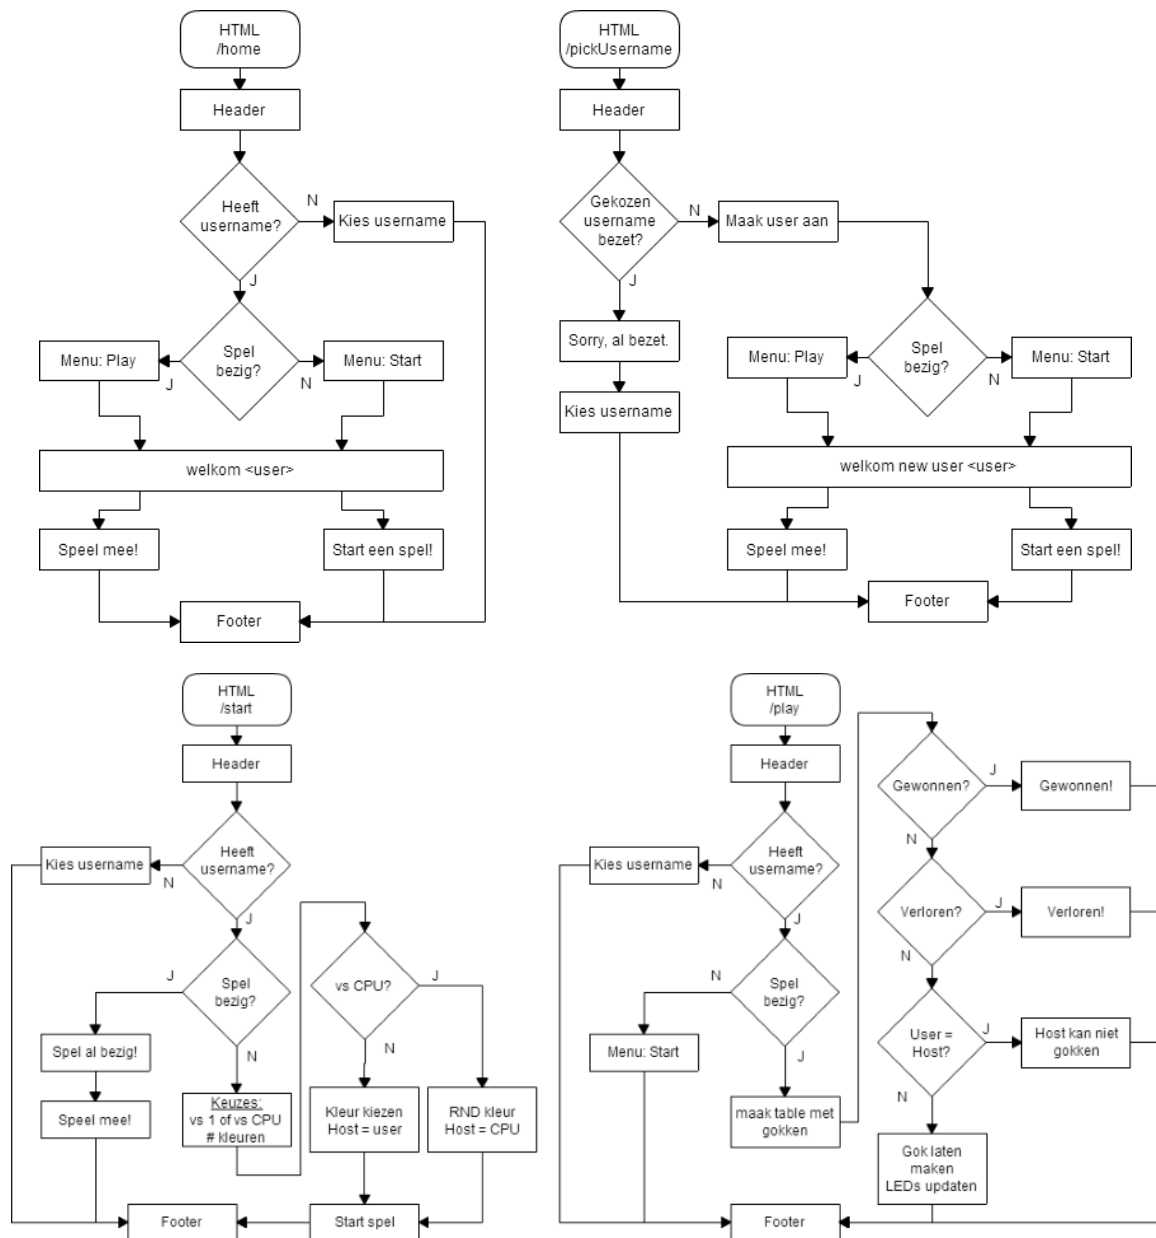 HTML
/home
Header
Heeft
username?
N
Kies username
J
Spel
bezig?
Menu: Play
J
N
Menu: Start
welkom <user>
Speel mee!
Start een spel!
Footer
HTML
/pickUsername
Header
Gekozen
username
bezet?
N
Maak user aan
J
Sorry, al bezet.
Kies username
Spel
bezig?
Menu: Play
J
N
Menu: Start
welkom new user <user>
Speel mee!
Start een spel!
Footer
HTML
/start
Header
Heeft
username?
Kies username
N
J
Spel
bezig?
J
Spel al bezig!
Speel mee!
N
Keuzes:
vs 1 of vs CPU
# kleuren
vs CPU?
J
N
Kleur kiezen
Host = user
RND kleur
Host = CPU
Start spel
Footer
HTML
/play
Header
Heeft
username?
Kies username
N
J
Spel
bezig?
N
Menu: Start
J
maak table met
gokken
Gewonnen?
J
Gewonnen!
N
Verloren?
J
Verloren!
N
User =
Host?
J
Host kan niet
gokken
N
Gok laten
maken
LEDs updaten
Footer